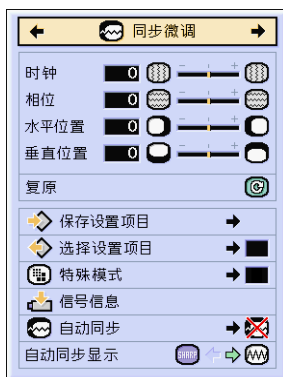 同步微调
时钟 0
相位 0
水平位置 0
垂直位置 0
复原
保存设置项目
选择设置项目
特殊模式
信号信息
自动同步
自动同步显示 SHARP